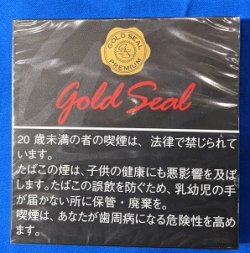 GOLD SEAL
PREMIUM
Gold Seal
20 歳未満の者の喫煙は、法律で禁じられて
います。
たばこの煙は、子供の健康にも悪影響を及ぼ
します。たばこの誤飲を防ぐため、乳幼児の手
が届かない所に保管・廃棄を。
喫煙は、あなたが歯周病になる危険性を高め
ます。